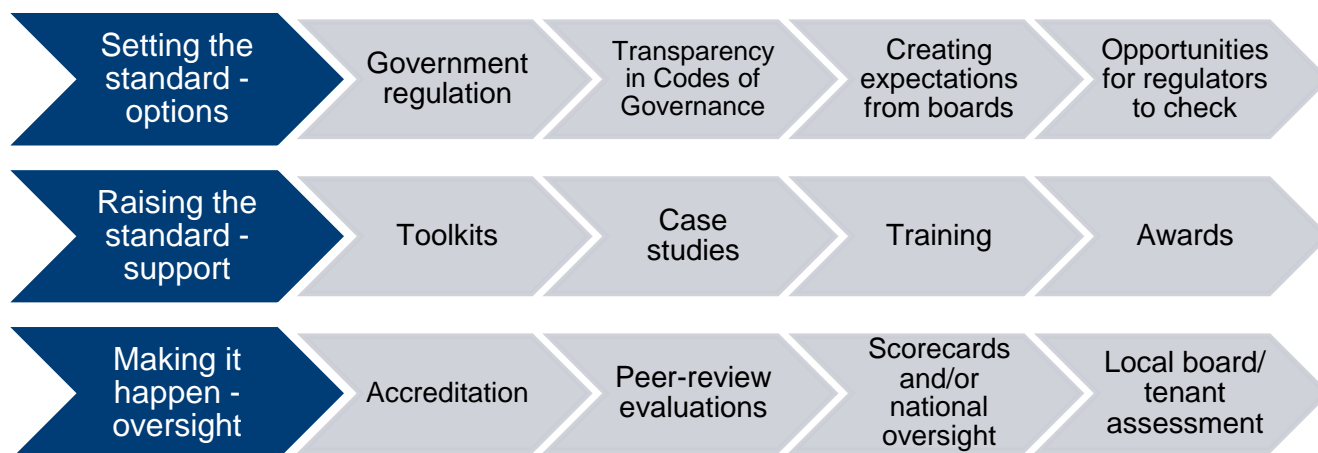 Setting the
standard -
options
Government
regulation
Transparency
in Codes of
Governance
Creating
expectations
from boards
Opportunities
for regulators
to check
Raising the
standard -
support
Toolkits
Case
studies
Training
Awards
Making it
happen -
oversight
Accreditation
Peer-review
evaluations
Scorecards
and/or
national
oversight
Local board/
tenant
assessment